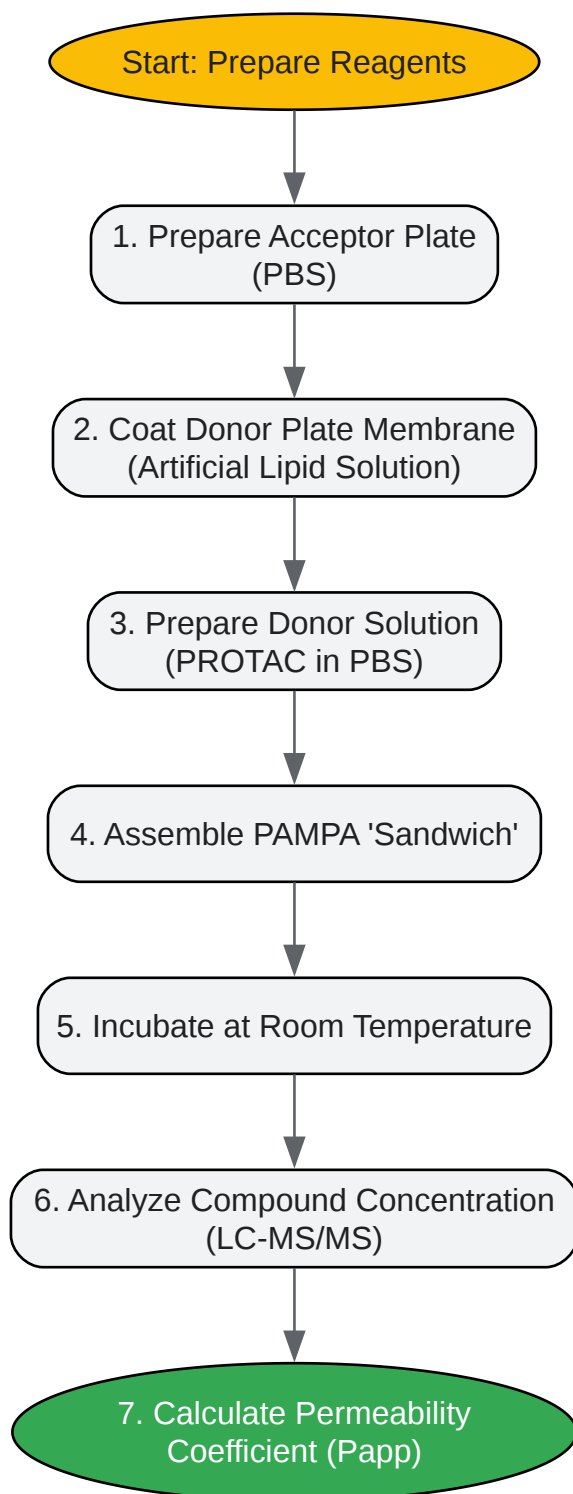 Start: Prepare Reagents
1. Prepare Acceptor Plate
(PBS)
2. Coat Donor Plate Membrane
(Artificial Lipid Solution)
3. Prepare Donor Solution
(PROTAC in PBS)
4. Assemble PAMPA 'Sandwich'
5. Incubate at Room Temperature
6. Analyze Compound Concentration
(LC-MS/MS)
7. Calculate Permeability
Coefficient (Papp)